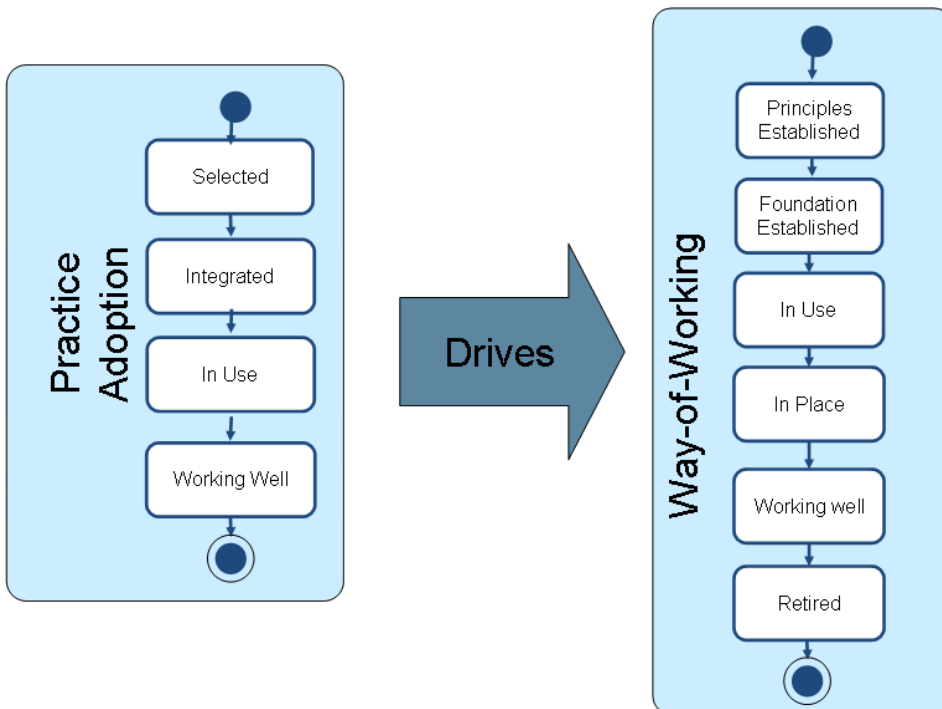 Practice
Adoption
Selected
Integrated
In Use
Working Well
Drives
Way-of-Working
Principles
Established
Foundation
Established
In Use
In Place
Working well
Retired